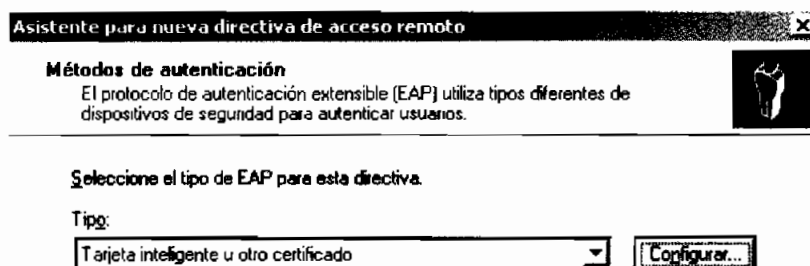 Asistente para nueva directiva de acceso remoto
Métodos de autenticación
El protocolo de autenticación extensible (EAP) utiliza tipos diferentes de
dispositivos de seguridad para autenticar usuarios.
Seleccione el tipo de EAP para esta directiva.
Tipo:
Tarjeta inteligente u otro certificado
Configurar...